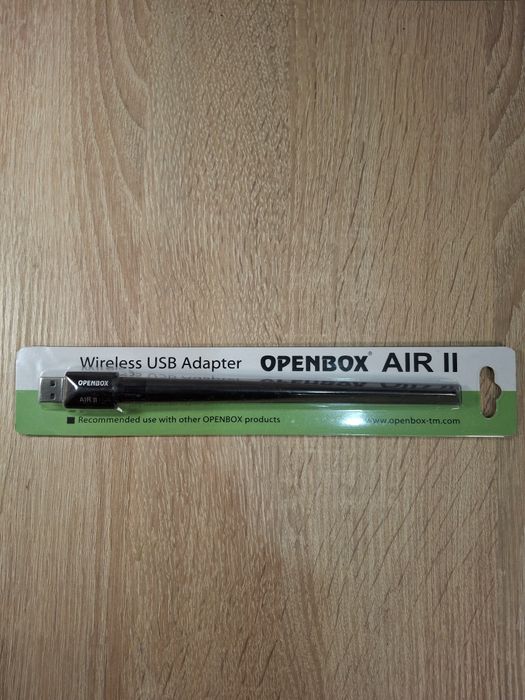 Wireless USB Adapter OPENBOX® AIR II
OPENBOX
AIR II
Recommended use with other OPENBOX products
www.openbox-tm.com